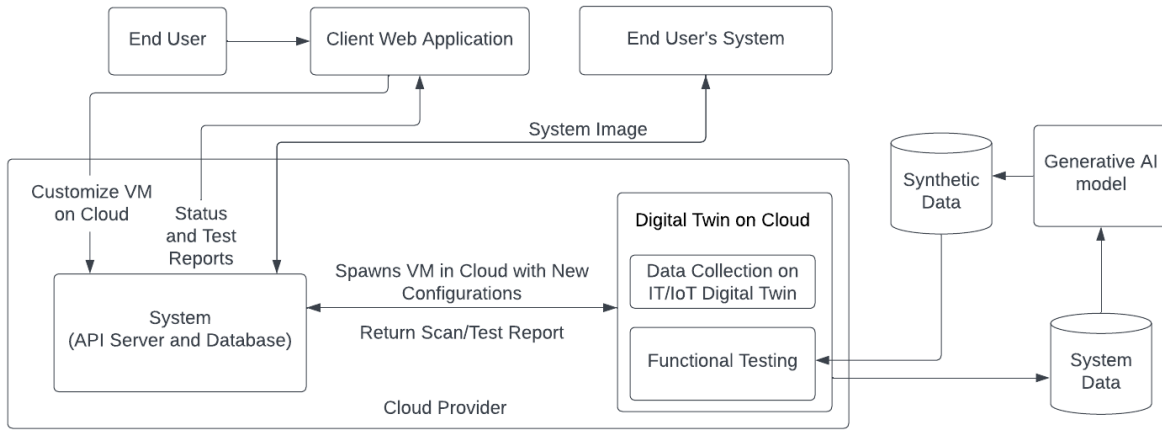 End User
Client Web Application
End User's System
System Image
Customize VM
on Cloud
Status
and Test
Reports
Synthetic
Data
Generative AI
model
Digital Twin on Cloud
Data Collection on
IT/IoT Digital Twin
Spawns VM in Cloud with New
Configurations
Return Scan/Test Report
System
(API Server and Database)
Functional Testing
System
Data
Cloud Provider